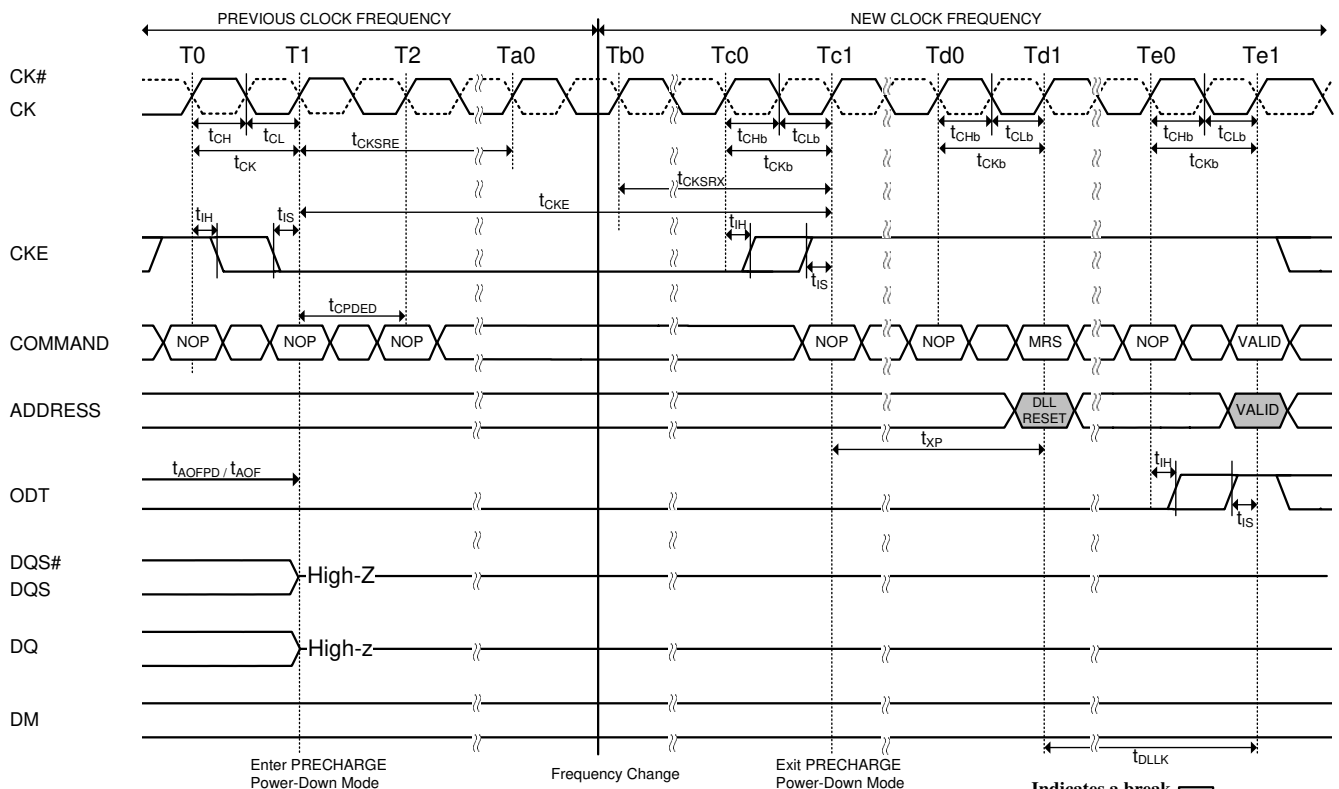 PREVIOUS CLOCK FREQUENCY NEW CLOCK FREQUENCY
T0 T1 T2 Ta0 Tb0 Tc0 Tc1 Td0 Td1 Te0 Te1
CK#
CK
tCH tCL tCHb tCLb tCHb tCLb tCHb tCLb
tCK tCKSRE tCKb tCKb tCKb
tCKSRX
tCKE
tIH tIS tIH
CKE
tIS
tCPDED
COMMAND NOP NOP NOP NOP NOP MRS NOP VALID
ADDRESS DLL RESET VALID
tXP
tAOFPD / tAOF tIH
ODT
tIS
DQS#
DQS High-Z
DQ High-z
DM
tDLLK
Enter PRECHARGE Power-Down Mode
Frequency Change
Exit PRECHARGE Power-Down Mode
Indicates a break